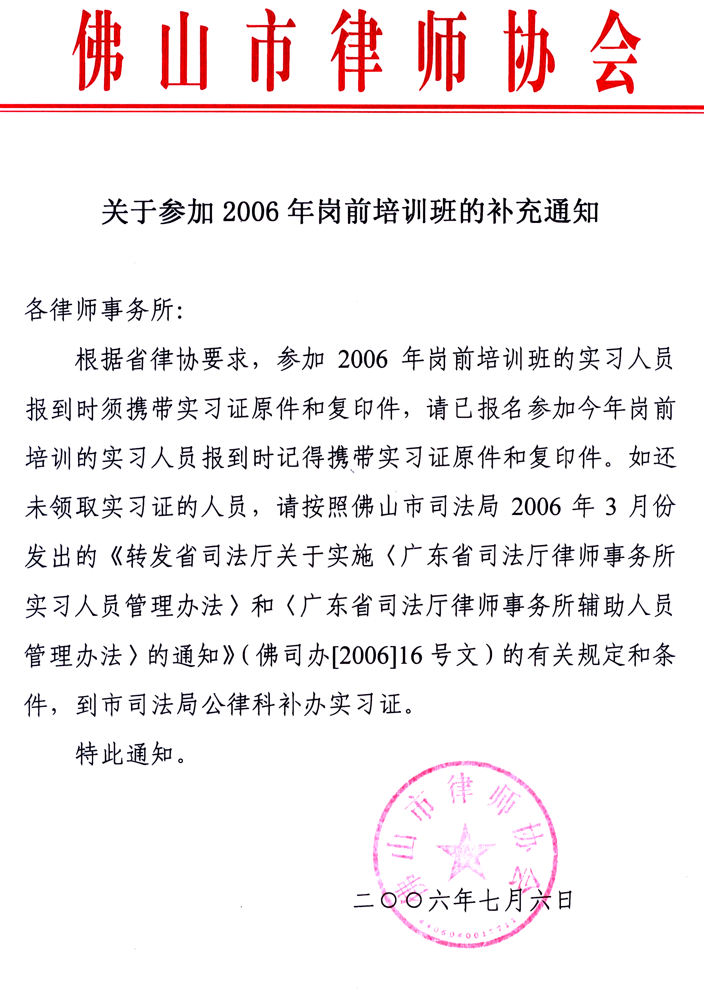 佛山市律师协会
关于参加 2006 年岗前培训班的补充通知
各律师事务所：
根据省律协要求，参加 2006 年岗前培训班的实习人员
报到时须携带实习证原件和复印件，请已报名参加今年岗前
培训的实习人员报到时记得携带实习证原件和复印件。如还
未领取实习证的人员，请按照佛山市司法局 2006 年 3 月份
发出的《转发省司法厅关于实施〈广东省司法厅律师事务所
实习人员管理办法〉和〈广东省司法厅律师事务所辅助人员
管理办法〉的通知》（佛司办[2006]16 号文）的有关规定和条
件，到市司法局公律科补办实习证。
特此通知。
佛山市律师协会
二〇〇六年七月六日
4406040017711